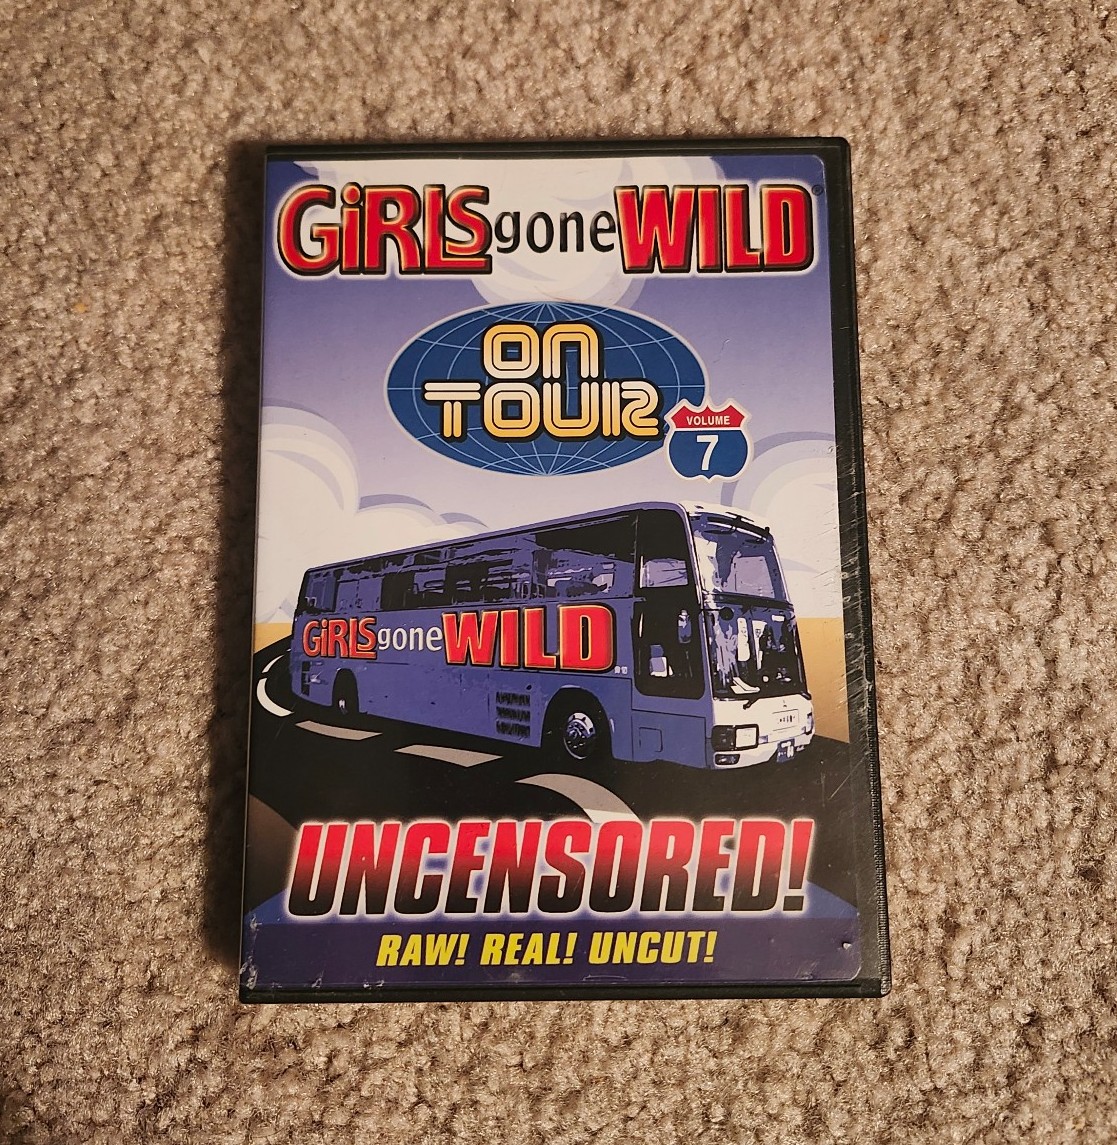 GiRLS gone WILD®
ON
TOUR
VOLUME
7
GiRLS gone WILD
UNCENSORED!
RAW! REAL! UNCUT!